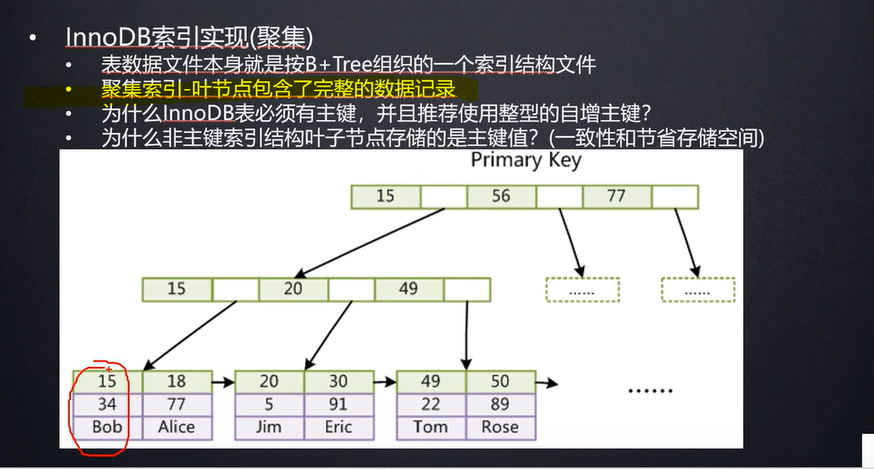 InnoDB索引实现(聚集)
表数据文件本身就是按B+Tree组织的一个索引结构文件
聚集索引-叶节点包含了完整的数据记录
为什么InnoDB表必须有主键，并且推荐使用整型的自增主键？
为什么非主键索引结构叶子节点存储的是主键值？(一致性和节省存储空间)
Primary Key
15 56 77
15 20 49 ...... ......
15 18 20 30 49 50
34 77 5 91 22 89 ......
Bob Alice Jim Eric Tom Rose